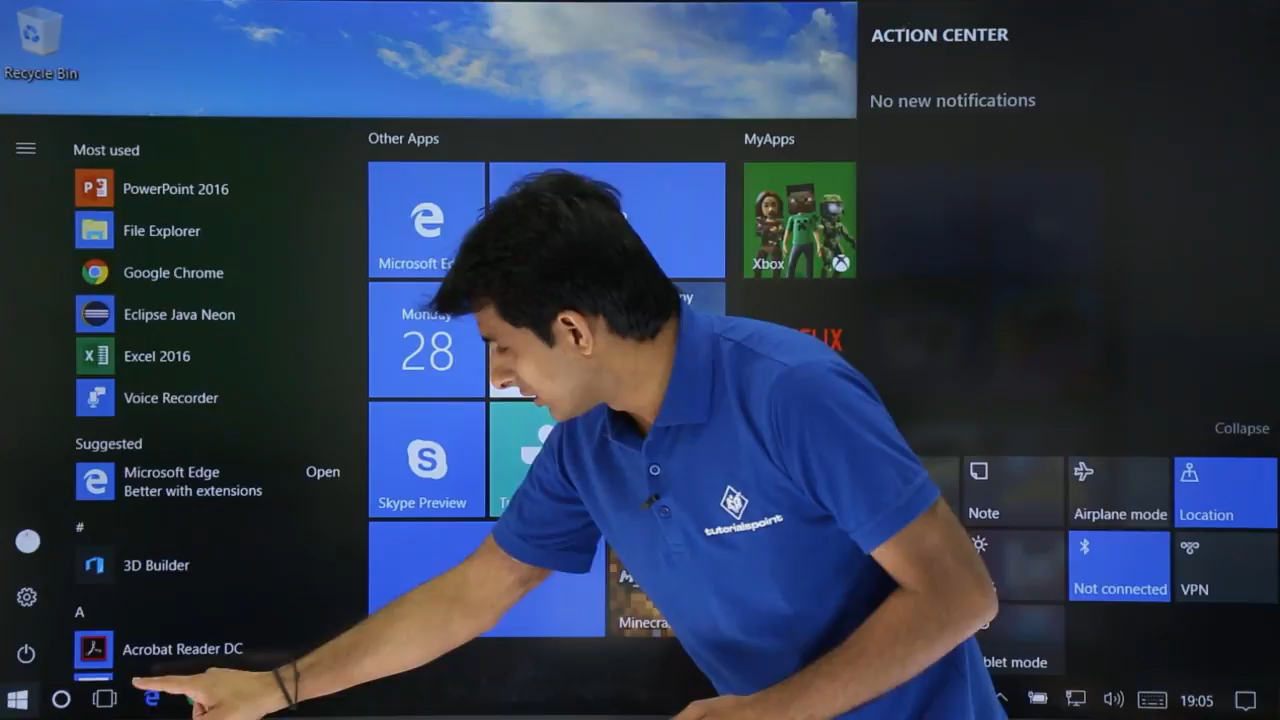 Recycle Bin
ACTION CENTER
No new notifications
Most used
PowerPoint 2016
File Explorer
Google Chrome
Eclipse Java Neon
Excel 2016
Voice Recorder
Suggested
Microsoft Edge
Open
Better with extensions
#
3D Builder
A
Acrobat Reader DC
Other Apps
Microsoft E
Monday
28
Skype Preview
MyApps
Xbox
LIX
Minecra
tutorialspoint
Collapse
Note
Airplane mode
Location
Not connected
VPN
blet mode
19:05